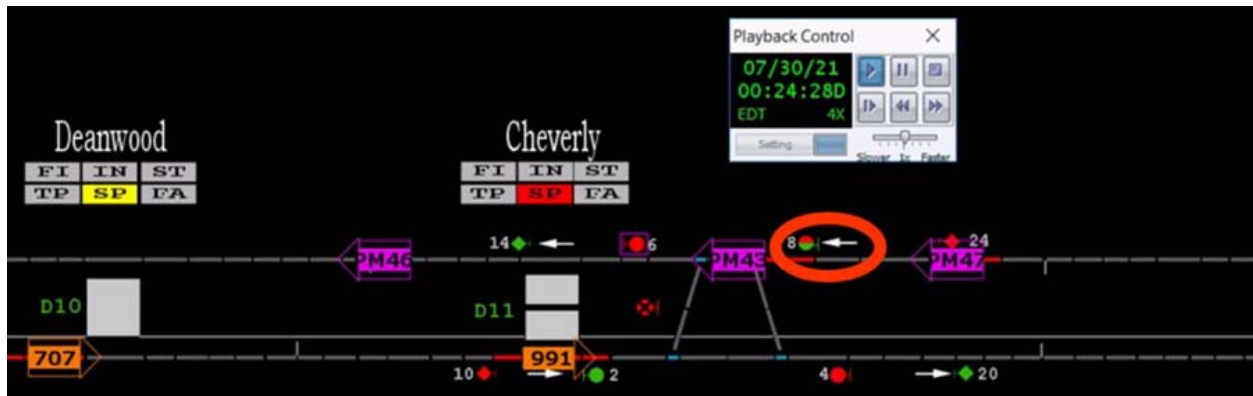 Playback Control
07/30/21
00:24:28D
EDT 4X
Setting
Slower 1x Faster
Deanwood
FI IN ST
TP SP FA
Cheverly
FI IN ST
TP SP FA
14
6
8
24
PM46
PM43
PM47
D10
D11
707
991
10
2
4
20